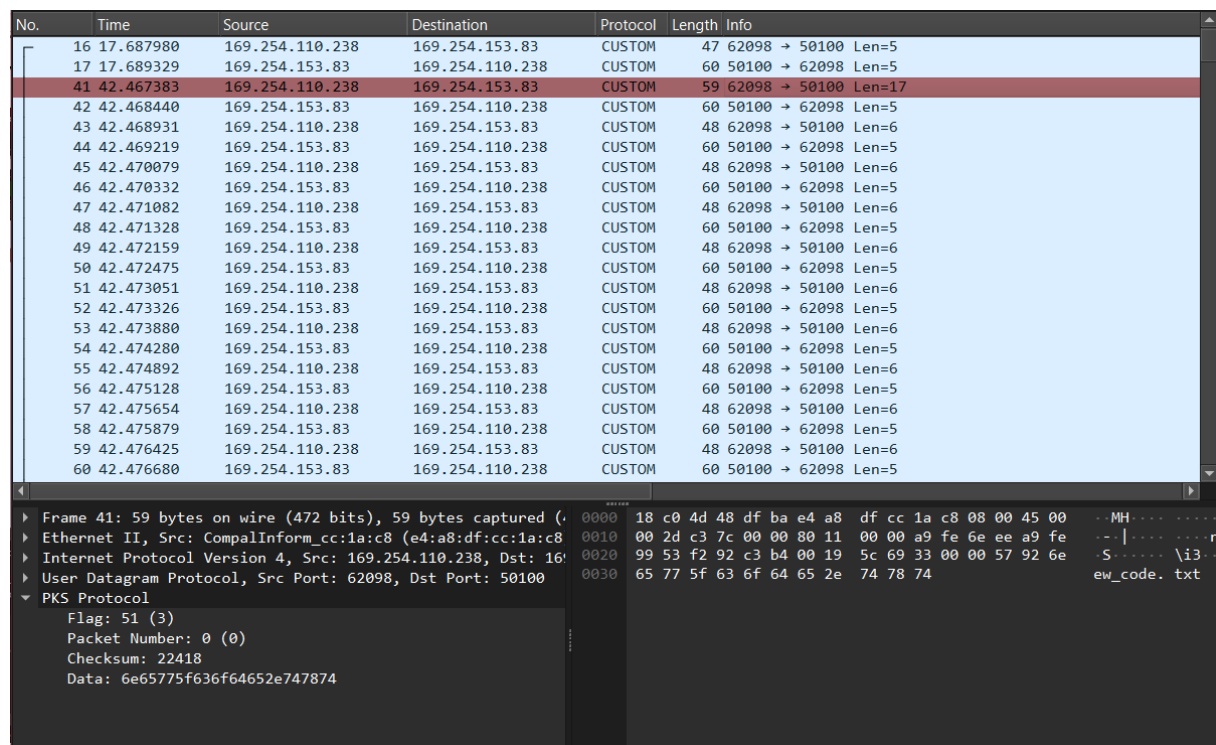 No. Time Source Destination Protocol Length Info
16 17.687980 169.254.110.238 169.254.153.83 CUSTOM 47 62098 → 50100 Len=5
17 17.689329 169.254.153.83 169.254.110.238 CUSTOM 60 50100 → 62098 Len=5
41 42.467383 169.254.110.238 169.254.153.83 CUSTOM 59 62098 → 50100 Len=17
42 42.468440 169.254.153.83 169.254.110.238 CUSTOM 60 50100 → 62098 Len=5
43 42.468931 169.254.110.238 169.254.153.83 CUSTOM 48 62098 → 50100 Len=6
44 42.469219 169.254.153.83 169.254.110.238 CUSTOM 60 50100 → 62098 Len=5
45 42.470079 169.254.110.238 169.254.153.83 CUSTOM 48 62098 → 50100 Len=6
46 42.470332 169.254.153.83 169.254.110.238 CUSTOM 60 50100 → 62098 Len=5
47 42.471082 169.254.110.238 169.254.153.83 CUSTOM 48 62098 → 50100 Len=6
48 42.471328 169.254.153.83 169.254.110.238 CUSTOM 60 50100 → 62098 Len=5
49 42.472159 169.254.110.238 169.254.153.83 CUSTOM 48 62098 → 50100 Len=6
50 42.472475 169.254.153.83 169.254.110.238 CUSTOM 60 50100 → 62098 Len=5
51 42.473051 169.254.110.238 169.254.153.83 CUSTOM 48 62098 → 50100 Len=6
52 42.473326 169.254.153.83 169.254.110.238 CUSTOM 60 50100 → 62098 Len=5
53 42.473880 169.254.110.238 169.254.153.83 CUSTOM 48 62098 → 50100 Len=6
54 42.474280 169.254.153.83 169.254.110.238 CUSTOM 60 50100 → 62098 Len=5
55 42.474892 169.254.110.238 169.254.153.83 CUSTOM 48 62098 → 50100 Len=6
56 42.475128 169.254.153.83 169.254.110.238 CUSTOM 60 50100 → 62098 Len=5
57 42.475654 169.254.110.238 169.254.153.83 CUSTOM 48 62098 → 50100 Len=6
58 42.475879 169.254.153.83 169.254.110.238 CUSTOM 60 50100 → 62098 Len=5
59 42.476425 169.254.110.238 169.254.153.83 CUSTOM 48 62098 → 50100 Len=6
60 42.476680 169.254.153.83 169.254.110.238 CUSTOM 60 50100 → 62098 Len=5
Frame 41: 59 bytes on wire (472 bits), 59 bytes captured (
Ethernet II, Src: CompalInform_cc:1a:c8 (e4:a8:df:cc:1a:c8
Internet Protocol Version 4, Src: 169.254.110.238, Dst: 16
User Datagram Protocol, Src Port: 62098, Dst Port: 50100
PKS Protocol
Flag: 51 (3)
Packet Number: 0 (0)
Checksum: 22418
Data: 6e65775f636f64652e747874
0000 18 c0 4d 48 df ba e4 a8 df cc 1a c8 08 00 45 00 ··MH···· ·····
0010 00 2d c3 7c 00 00 80 11 00 00 a9 fe 6e ee a9 fe ·-·|···· ····n
0020 99 53 f2 92 c3 b4 00 19 5c 69 33 00 00 57 92 6e ·S······ \i3··
0030 65 77 5f 63 6f 64 65 2e 74 78 74 ew_code. txt